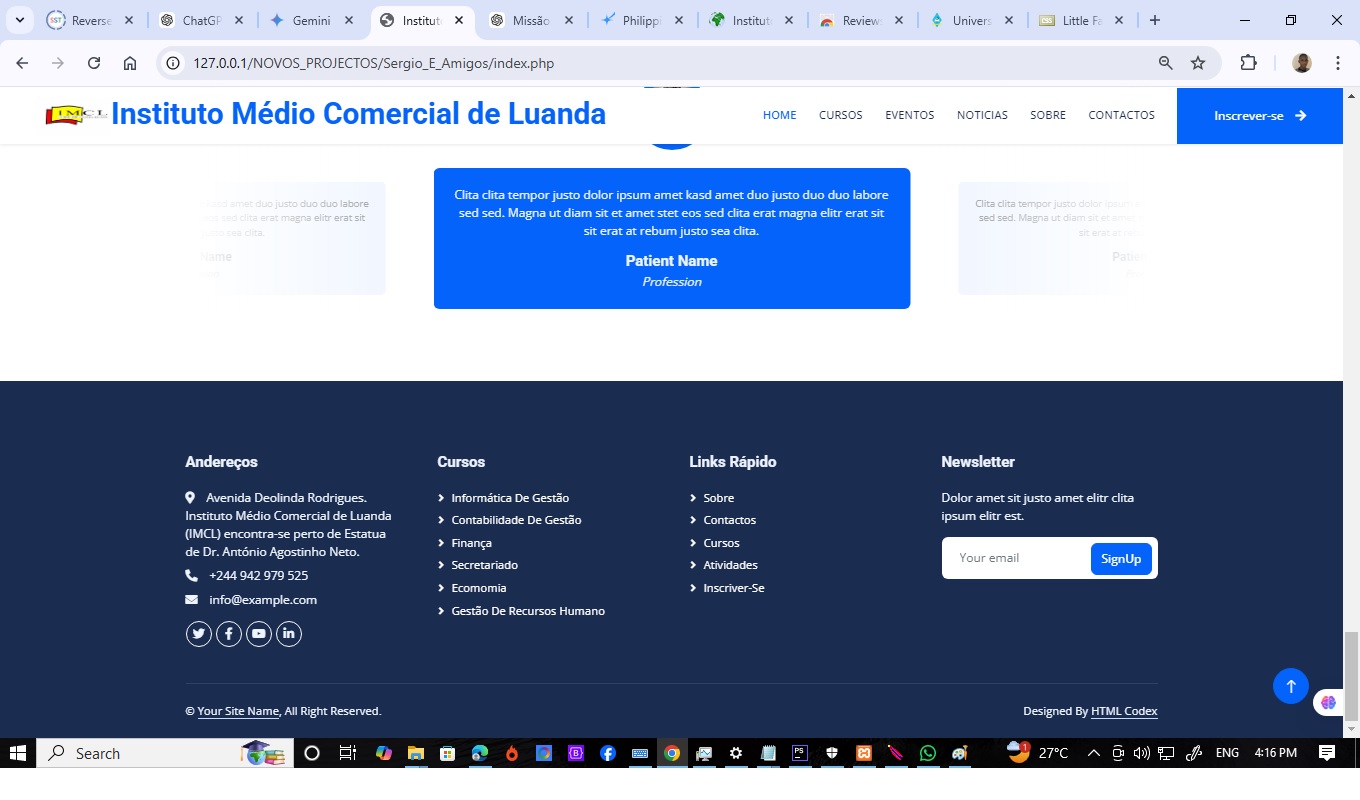 Reverse
ChatGP
Gemini
Institut
Missão
Philippi
Institut
Review
Univers
Little Fa
127.0.0.1/NOVOS_PROJECTOS/Sergio_E_Amigos/index.php
IMCL
Instituto Médio Comercial de Luanda
HOME CURSOS EVENTOS NOTICIAS SOBRE CONTACTOS
Inscrever-se
amet duo justo duo duo labore
sed clita erat magna elitr erat sit
justo sea clita.
Name
Clita clita tempor justo dolor ipsum amet kasd amet duo justo duo duo labore
sed sed. Magna ut diam sit et amet stet eos sed clita erat magna elitr erat sit
sit erat at rebum justo sea clita.
Patient Name
Profession
Clita clita tempor justo dolor
sed sed. Magna ut diam sit et
sit erat at
Andereços
Avenida Deolinda Rodrigues.
Instituto Médio Comercial de Luanda
(IMCL) encontra-se perto de Estatua
de Dr. António Agostinho Neto.
+244 942 979 525
info@example.com
Cursos
Informática De Gestão
Contabilidade De Gestão
Finança
Secretariado
Ecomomia
Gestão De Recursos Humano
Links Rápido
Sobre
Contactos
Cursos
Atividades
Inscriver-Se
Newsletter
Dolor amet sit justo amet elitr clita
ipsum elitr est.
Your email
SignUp
© Your Site Name, All Right Reserved.
Designed By HTML Codex
Search
27°C
ENG
4:16 PM